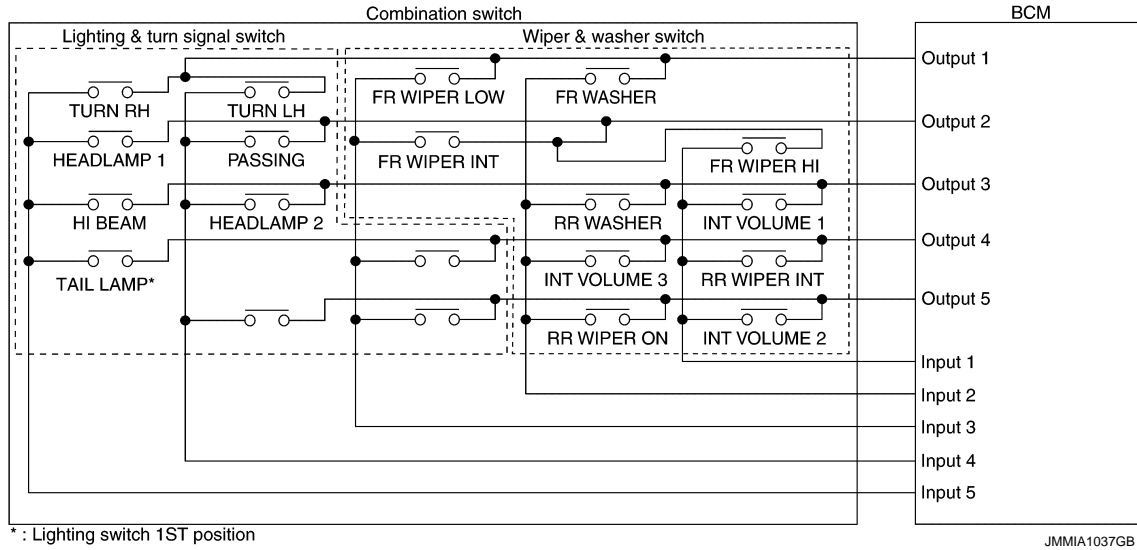 Combination switch
BCM
Lighting & turn signal switch
Wiper & washer switch
Output 1
TURN RH
TURN LH
FR WIPER LOW
FR WASHER
Output 2
HEADLAMP 1
PASSING
FR WIPER INT
FR WIPER HI
Output 3
HI BEAM
HEADLAMP 2
RR WASHER
INT VOLUME 1
Output 4
TAIL LAMP*
INT VOLUME 3
RR WIPER INT
Output 5
RR WIPER ON
INT VOLUME 2
Input 1
Input 2
Input 3
Input 4
Input 5
* : Lighting switch 1ST position
JMMIA1037GB